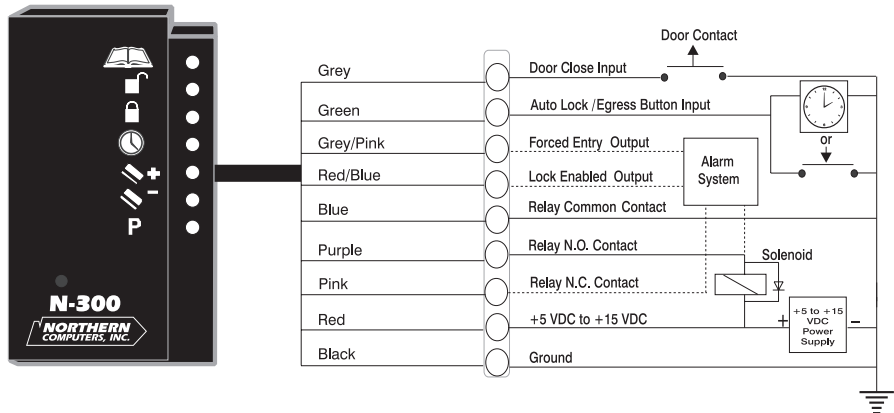 Door Contact
Grey
Door Close Input
Green
Auto Lock /Egress Button Input
or
Grey/Pink
Forced Entry Output
Alarm
System
Red/Blue
Lock Enabled Output
Blue
Relay Common Contact
Purple
Relay N.O. Contact
Solenoid
Pink
Relay N.C. Contact
Red
+5 VDC to +15 VDC
+
+5 to +15
VDC
Power
Supply
−
Black
Ground
+
−
P
N-300
NORTHERN
COMPUTERS, INC.